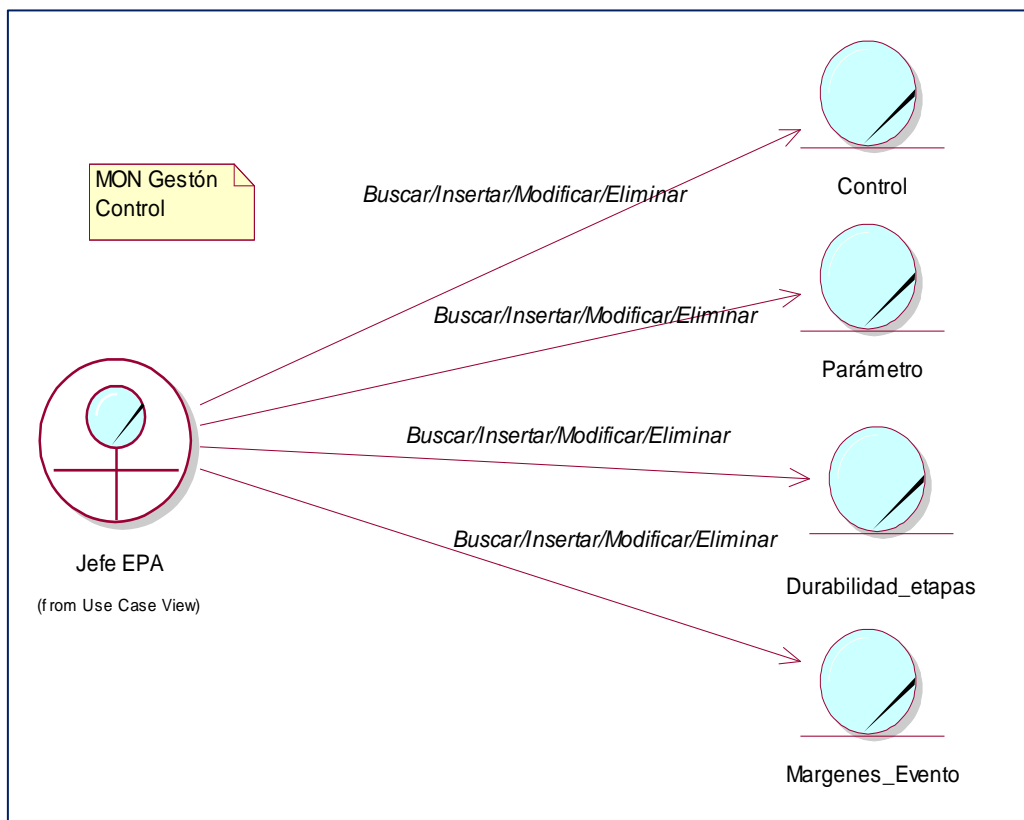 MON Gestón
Control
Buscar/Insertar/Modificar/Eliminar
Control
Buscar/Insertar/Modificar/Eliminar
Parámetro
Buscar/Insertar/Modificar/Eliminar
Durabilidad_etapas
Buscar/Insertar/Modificar/Eliminar
Margenes_Evento
Jefe EPA
(from Use Case View)